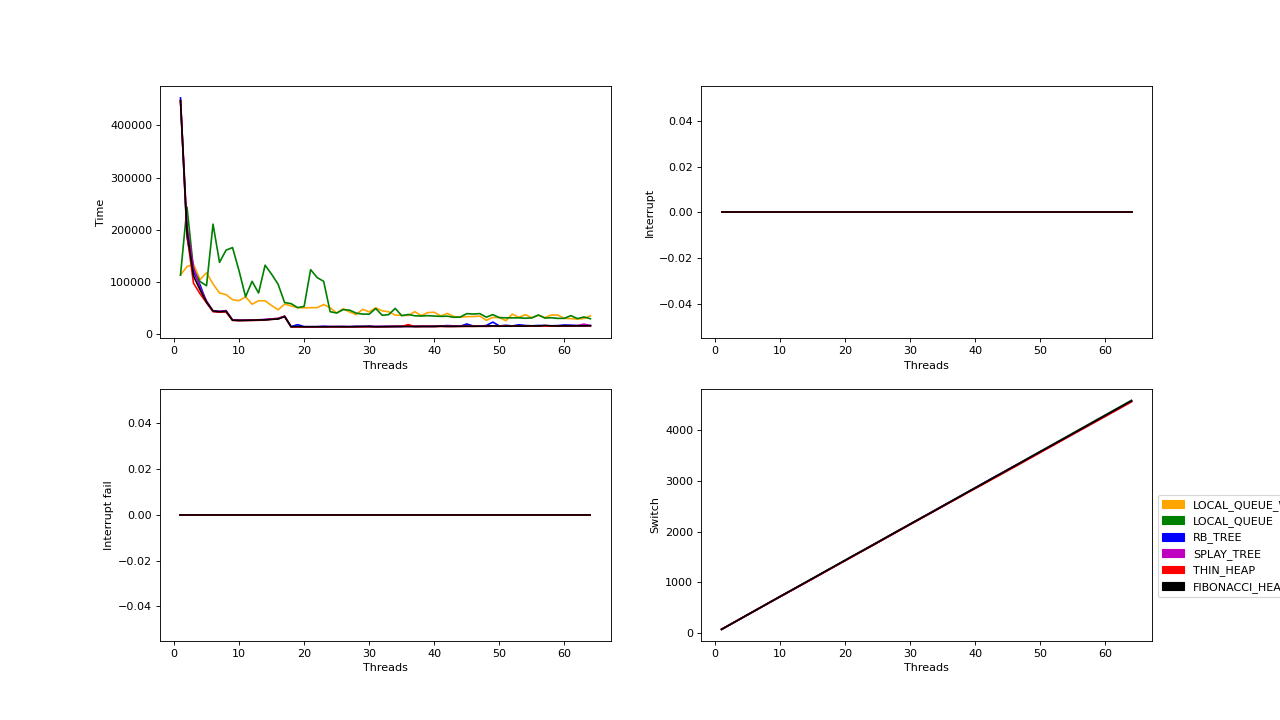 400000
300000
200000
100000
0
Time
0 10 20 30 40 50 60
Threads
0.04
0.02
0.00
−0.02
−0.04
Interrupt
0 10 20 30 40 50 60
Threads
0.04
0.02
0.00
−0.02
−0.04
Interrupt fail
0 10 20 30 40 50 60
Threads
4000
3000
2000
1000
0
Switch
0 10 20 30 40 50 60
Threads
LOCAL_QUEUE_
LOCAL_QUEUE
RB_TREE
SPLAY_TREE
THIN_HEAP
FIBONACCI_HEA